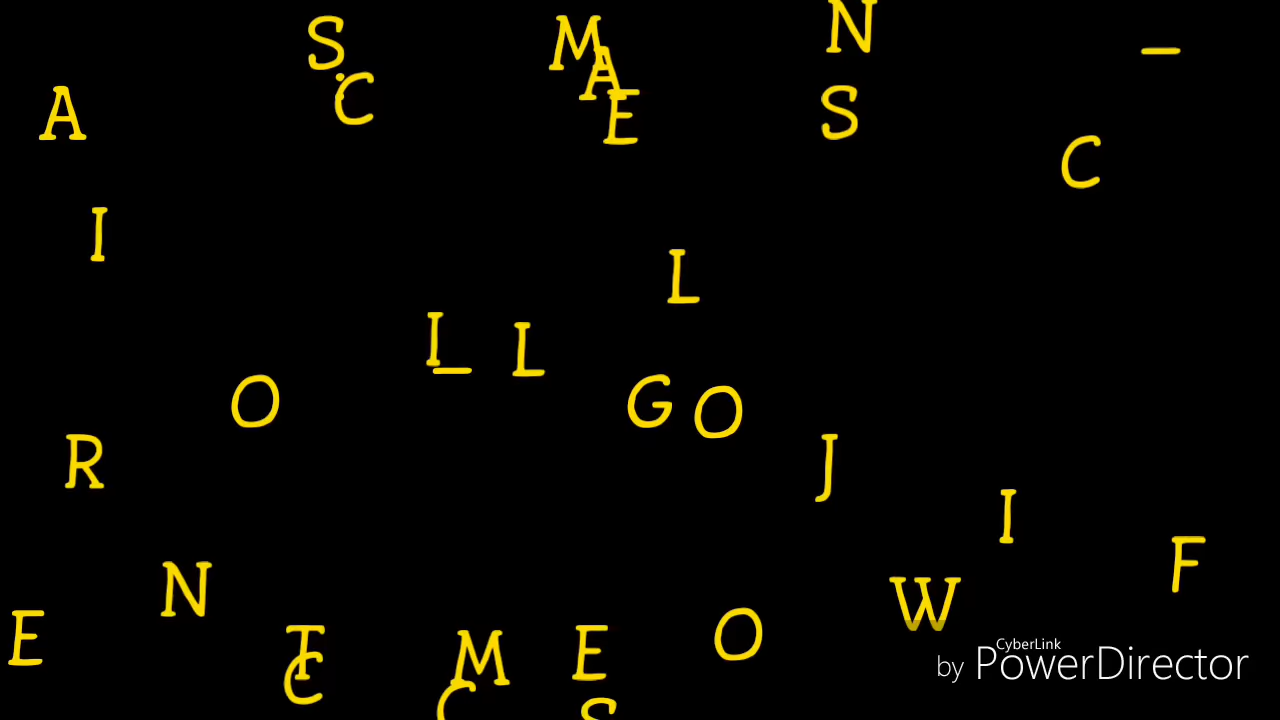 S M N _
A : C A E S
C
I
L
I _ L
O G O
R J
I
F
N W
E T M E O
C C S
CyberLink
by PowerDirector